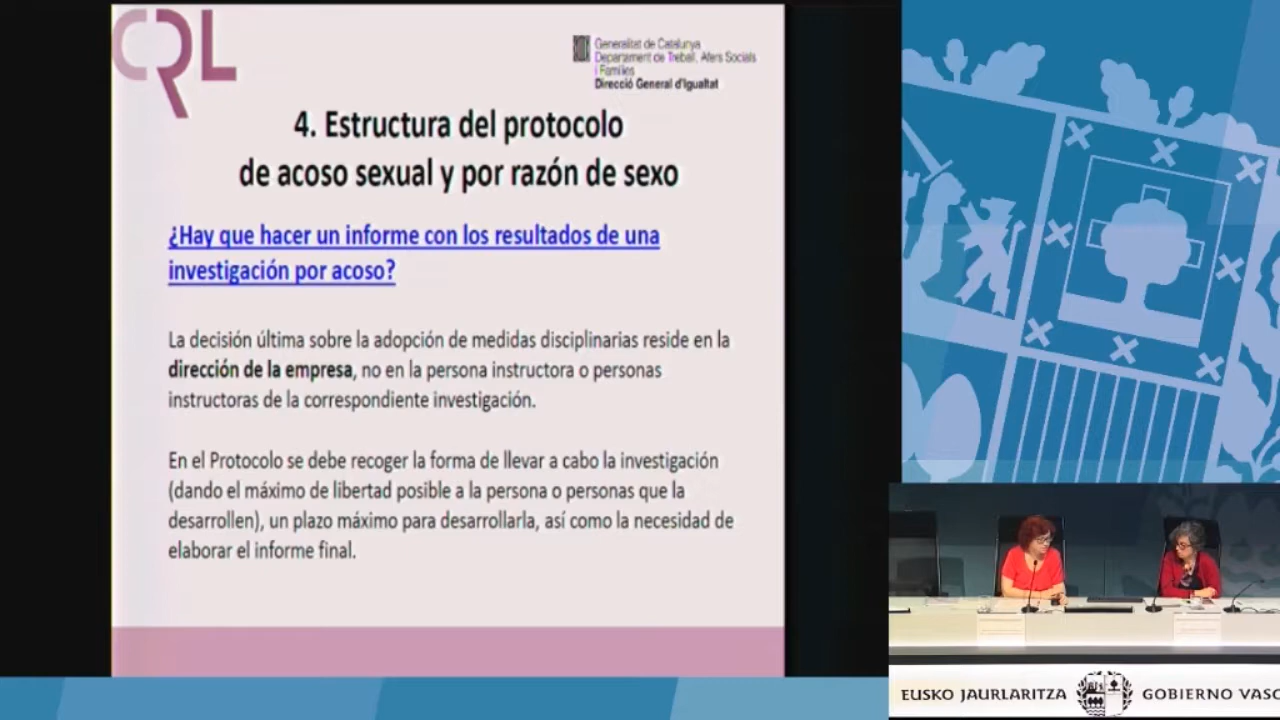 CRL
Generalitat de Catalunya
Departament de Treball, Afers Socials
i Famílies
Direcció General d'Igualtat
4. Estructura del protocolo
de acoso sexual y por razón de sexo
¿Hay que hacer un informe con los resultados de una
investigación por acoso?
La decisión última sobre la adopción de medidas disciplinarias reside en la
dirección de la empresa, no en la persona instructora o personas
instructoras de la correspondiente investigación.
En el Protocolo se debe recoger la forma de llevar a cabo la investigación
(dando el máximo de libertad posible a la persona o personas que la
desarrollen), un plazo máximo para desarrollarla, así como la necesidad de
elaborar el informe final.
EUSKO JAURLARITZA GOBIERNO VASC